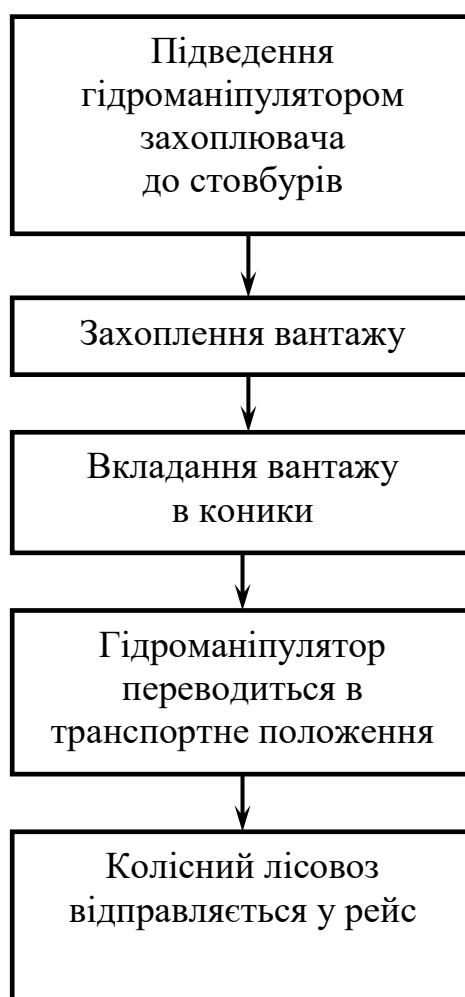 Підведення
гідроманіпулятором
захоплювача
до стовбурів
Захоплення вантажу
Вкладання вантажу
в коники
Гідроманіпулятор
переводиться в
транспортне положення
Колісний лісовоз
відправляється у рейс